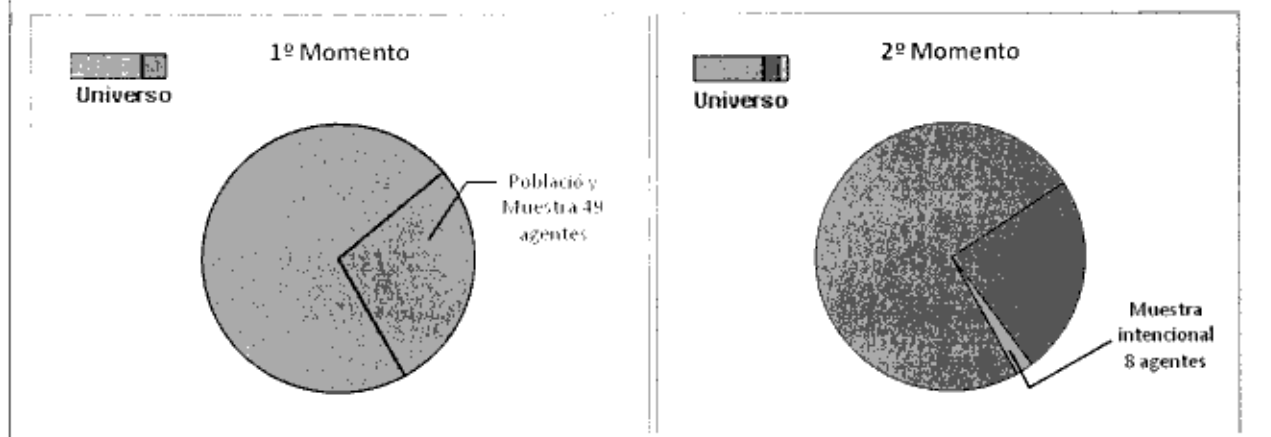 1º Momento
Universo
Població y
Muestra 49
agentes
2º Momento
Universo
Muestra
intencional
8 agentes